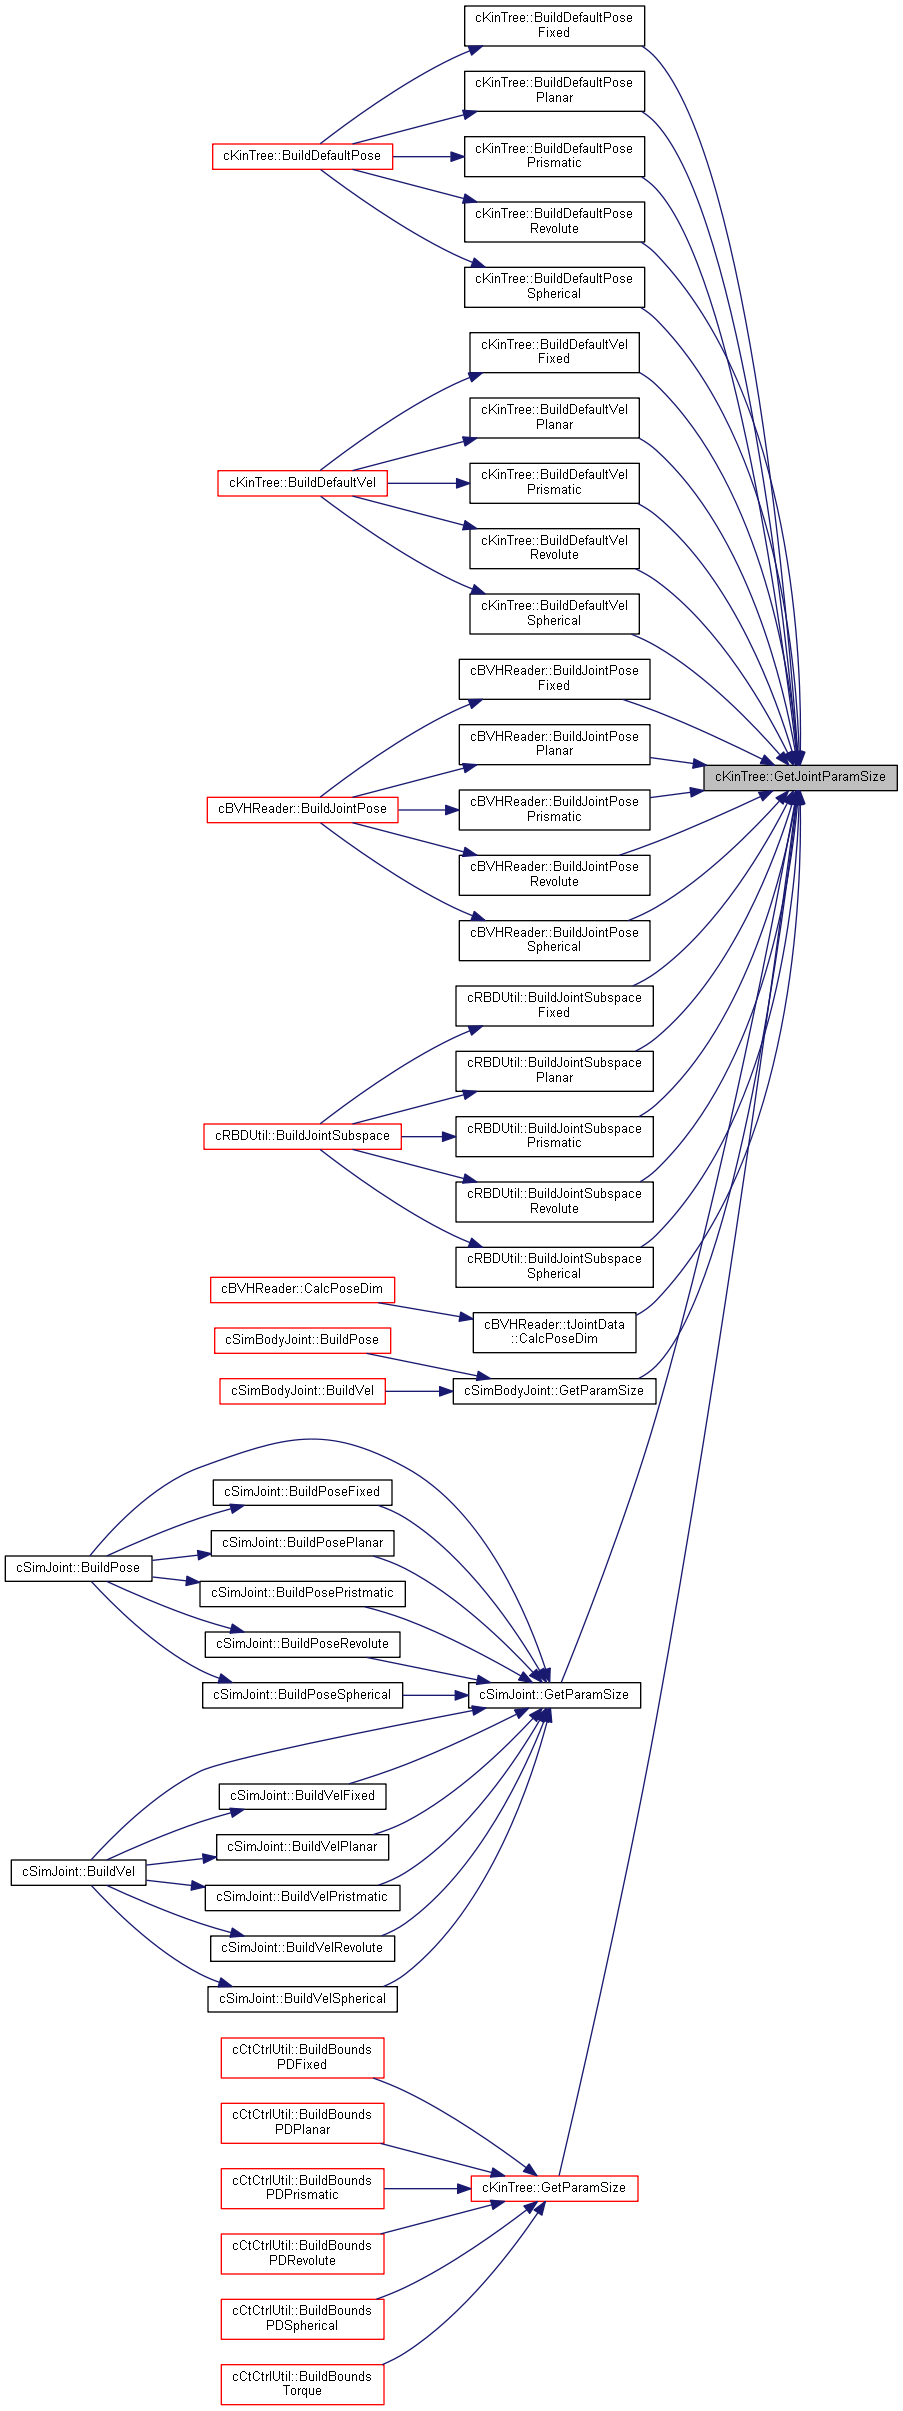 cKinTree::BuildDefaultPose
Fixed
cKinTree::BuildDefaultPose
Planar
cKinTree::BuildDefaultPose
cKinTree::BuildDefaultPose
Prismatic
cKinTree::BuildDefaultPose
Revolute
cKinTree::BuildDefaultPose
Spherical
cKinTree::BuildDefaultVel
Fixed
cKinTree::BuildDefaultVel
Planar
cKinTree::BuildDefaultVel
cKinTree::BuildDefaultVel
Prismatic
cKinTree::BuildDefaultVel
Revolute
cKinTree::BuildDefaultVel
Spherical
cBVHReader::BuildJointPose
Fixed
cBVHReader::BuildJointPose
Planar
cKinTree::GetJointParamSize
cBVHReader::BuildJointPose
cBVHReader::BuildJointPose
Prismatic
cBVHReader::BuildJointPose
Revolute
cBVHReader::BuildJointPose
Spherical
cRBDUtil::BuildJointSubspace
Fixed
cRBDUtil::BuildJointSubspace
Planar
cRBDUtil::BuildJointSubspace
cRBDUtil::BuildJointSubspace
Prismatic
cRBDUtil::BuildJointSubspace
Revolute
cRBDUtil::BuildJointSubspace
Spherical
cBVHReader::CalcPoseDim
cBVHReader::tJointData
::CalcPoseDim
cSimBodyJoint::BuildPose
cSimBodyJoint::BuildVel
cSimBodyJoint::GetParamSize
cSimJoint::BuildPoseFixed
cSimJoint::BuildPosePlanar
cSimJoint::BuildPose
cSimJoint::BuildPosePristmatic
cSimJoint::BuildPoseRevolute
cSimJoint::BuildPoseSpherical
cSimJoint::GetParamSize
cSimJoint::BuildVelFixed
cSimJoint::BuildVelPlanar
cSimJoint::BuildVel
cSimJoint::BuildVelPristmatic
cSimJoint::BuildVelRevolute
cSimJoint::BuildVelSpherical
cCtCtrlUtil::BuildBounds
PDFixed
cCtCtrlUtil::BuildBounds
PDPlanar
cCtCtrlUtil::BuildBounds
PDPrismatic
cKinTree::GetParamSize
cCtCtrlUtil::BuildBounds
PDRevolute
cCtCtrlUtil::BuildBounds
PDSpherical
cCtCtrlUtil::BuildBounds
Torque